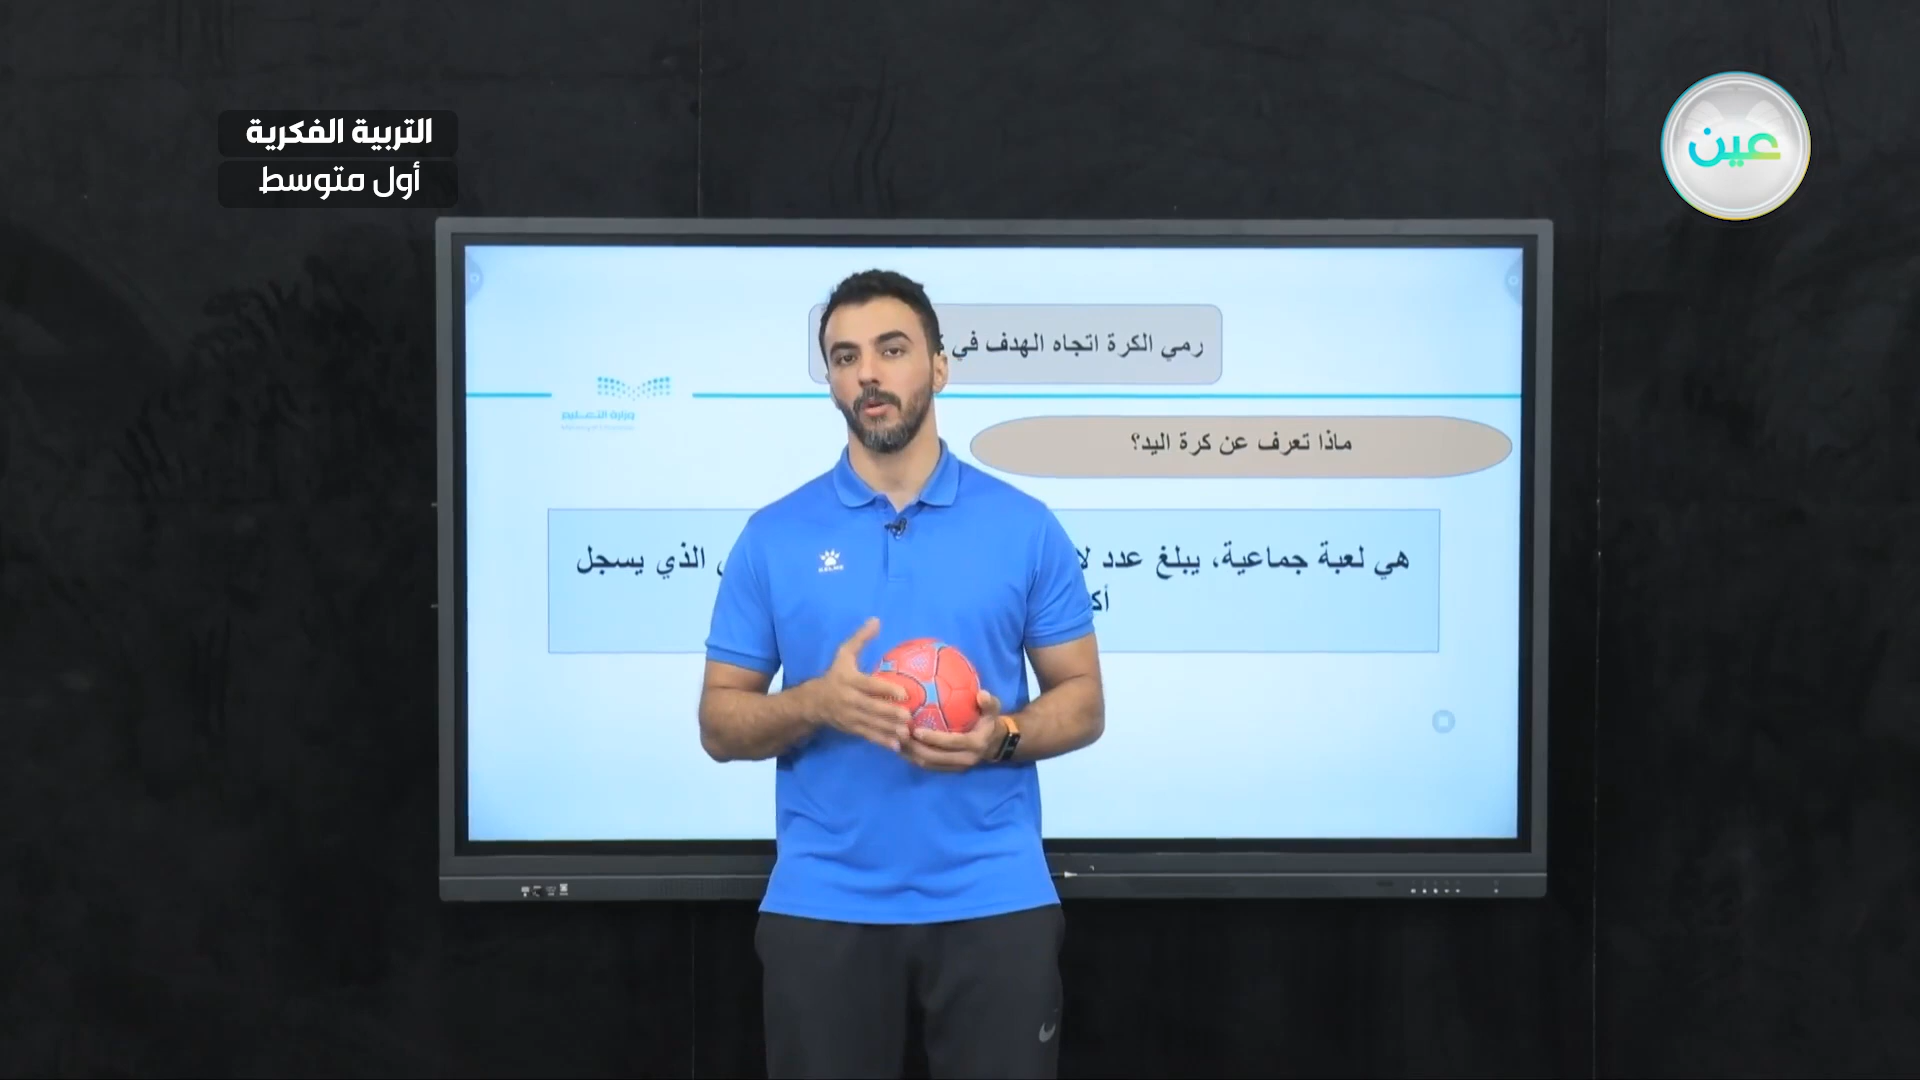 التربية الفكرية
أول متوسط
عين
رمي الكرة اتجاه الهدف في
وزارة التعليم
ماذا تعرف عن كرة اليد؟
هي لعبة جماعية، يبلغ عدد الذي يسجل
KELME